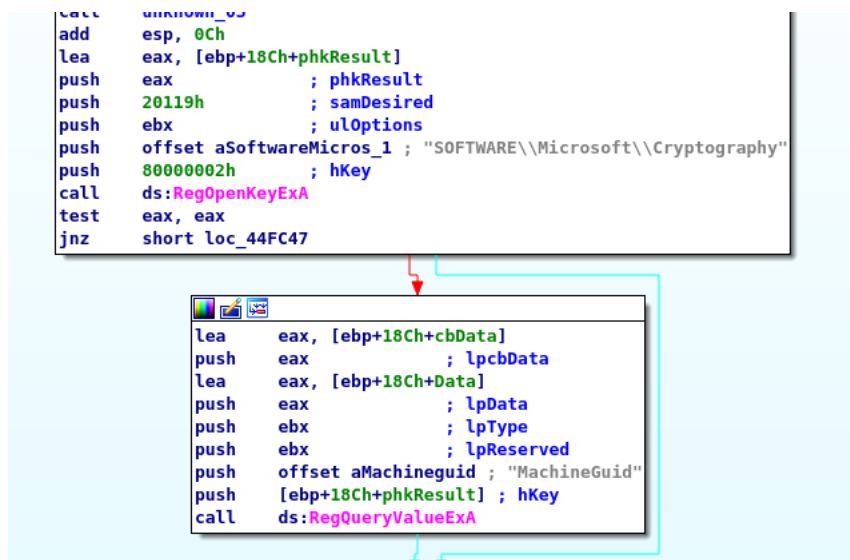 add esp, 0Ch
lea eax, [ebp+18Ch+phkResult]
push eax ; phkResult
push 20119h ; samDesired
push ebx ; ulOptions
push offset aSoftwareMicros_1 ; "SOFTWARE\\Microsoft\\Cryptography"
push 80000002h ; hKey
call ds:RegOpenKeyExA
test eax, eax
jnz short loc_44FC47
lea eax, [ebp+18Ch+cbData]
push eax ; lpcbData
lea eax, [ebp+18Ch+Data]
push eax ; lpData
push ebx ; lpType
push ebx ; lpReserved
push offset aMachineguid ; "MachineGuid"
push [ebp+18Ch+phkResult] ; hKey
call ds:RegQueryValueExA